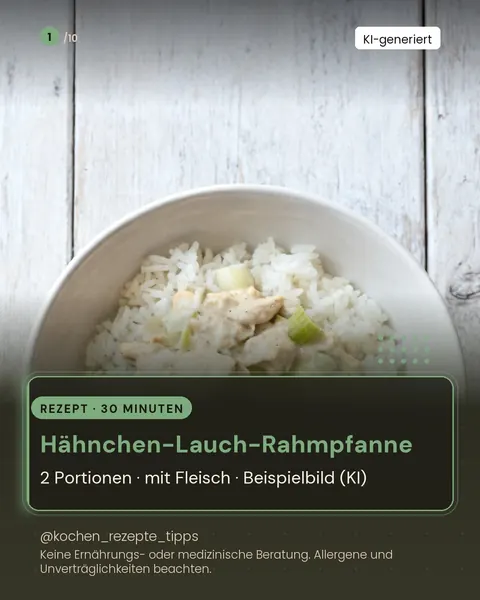 1 /10
KI-generiert
REZEPT · 30 MINUTEN
Hähnchen-Lauch-Rahmpfanne
2 Portionen · mit Fleisch · Beispielbild (KI)
@kochen_rezepte_tipps
Keine Ernährungs- oder medizinische Beratung. Allergene und
Unverträglichkeiten beachten.